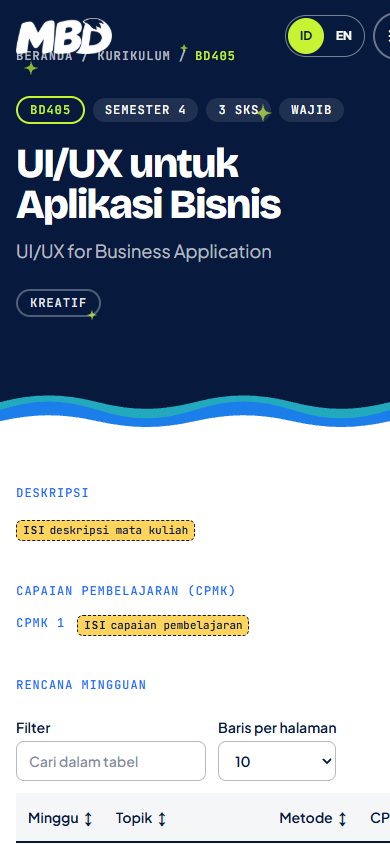 MBD
ID EN
BERANDA / KURIKULUM / BD405
BD405 SEMESTER 4 3 SKS WAJIB
UI/UX untuk
Aplikasi Bisnis
UI/UX for Business Application
KREATIF
DESKRIPSI
ISI deskripsi mata kuliah
CAPAIAN PEMBELAJARAN (CPMK)
CPMK 1 ISI capaian pembelajaran
RENCANA MINGGUAN
Filter Baris per halaman
Cari dalam tabel 10
Minggu ↕ Topik ↕ Metode ↕ CP